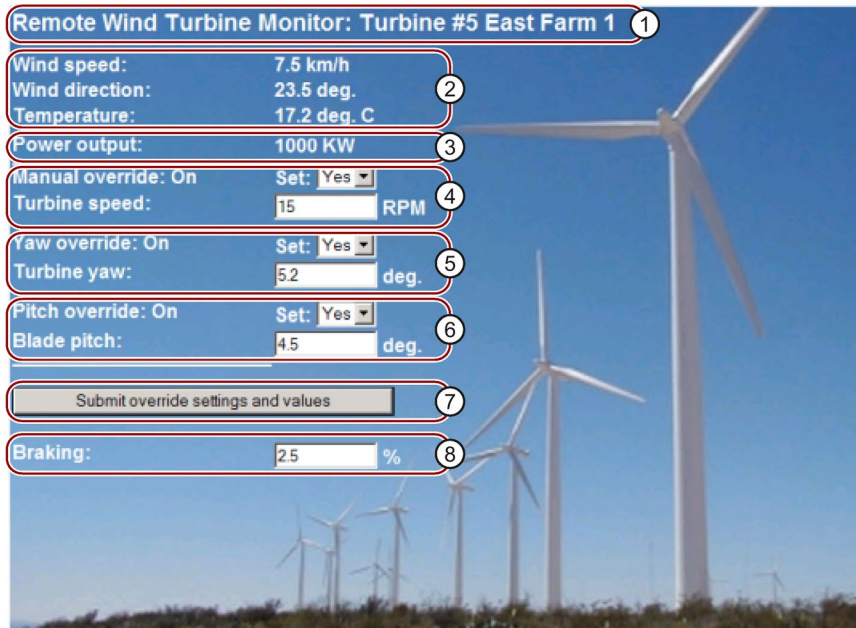 Remote Wind Turbine Monitor: Turbine #5 East Farm 1 1
Wind speed: 7.5 km/h
Wind direction: 23.5 deg. 2
Temperature: 17.2 deg. C
Power output: 1000 KW 3
Manual override: On Set: Yes
4
Turbine speed: 15 RPM
Yaw override: On Set: Yes
5
Turbine yaw: 5.2 deg.
Pitch override: On Set: Yes
6
Blade pitch: 4.5 deg.
Submit override settings and values 7
Braking: 2.5 % 8